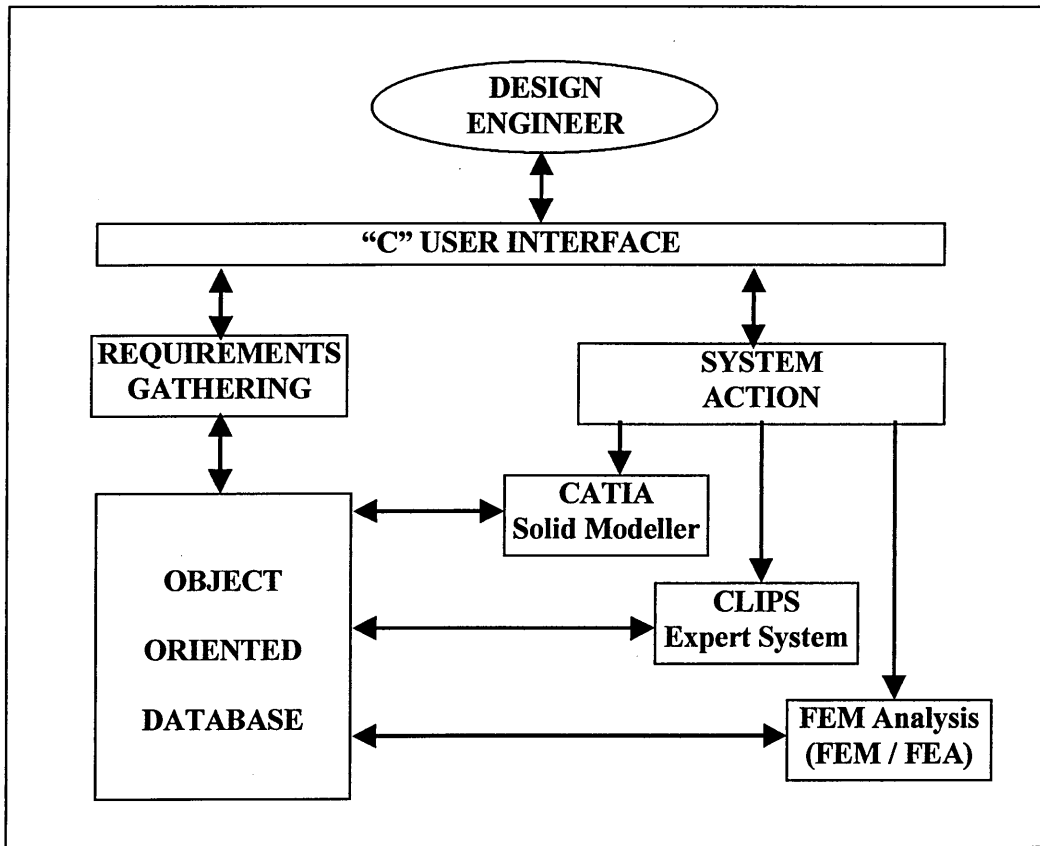 DESIGN
ENGINEER
“C” USER INTERFACE
REQUIREMENTS
GATHERING
SYSTEM
ACTION
CATIA
Solid Modeller
OBJECT
ORIENTED
DATABASE
CLIPS
Expert System
FEM Analysis
(FEM / FEA)